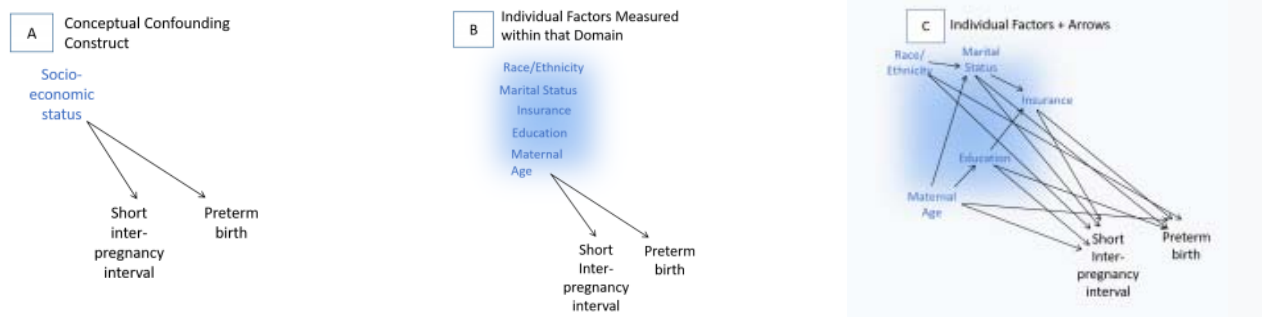 A
Conceptual Confounding
Construct
Socio-
economic
status
Short
inter-
pregnancy
interval
Preterm
birth
B
Individual Factors Measured
within that Domain
Race/Ethnicity
Marital Status
Insurance
Education
Maternal
Age
Short
Inter-
pregnancy
interval
Preterm
birth
C
Individual Factors + Arrows
Race/
Ethnicity
Marital
Status
Insurance
Education
Maternal
Age
Short
Inter-
pregnancy
interval
Preterm
birth